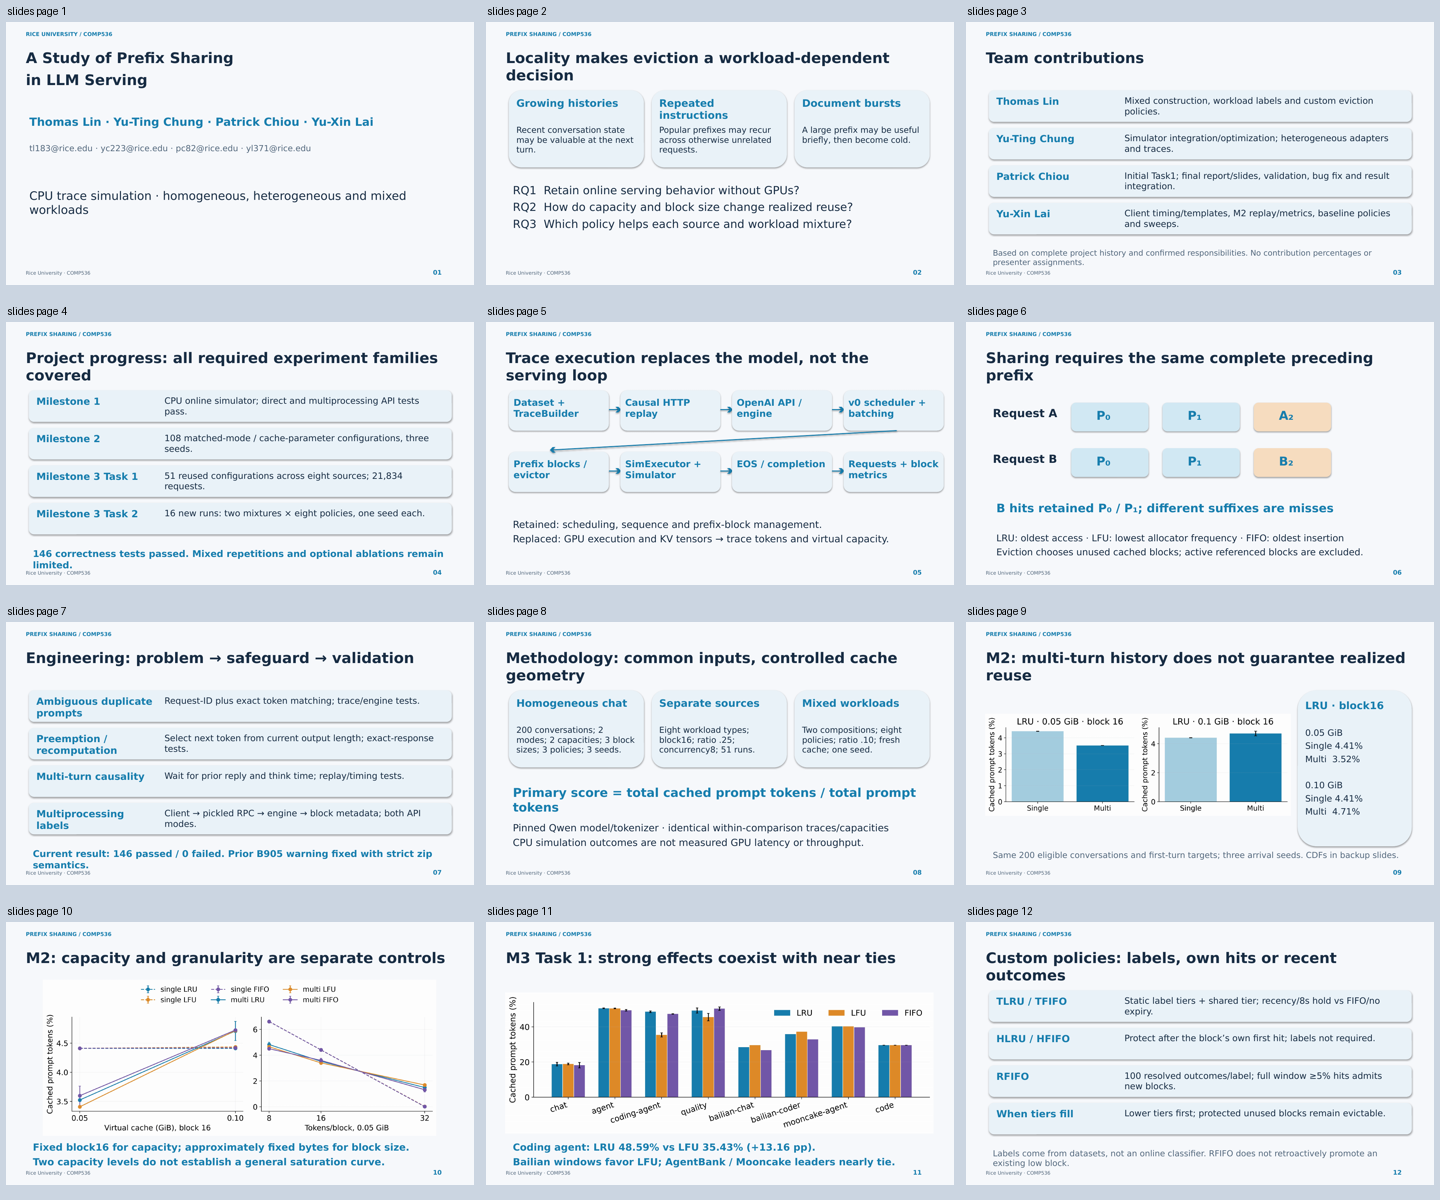 slides page 1
RICE UNIVERSITY / COMP536
A Study of Prefix Sharing
in LLM Serving
Thomas Lin · Yu-Ting Chung · Patrick Chiou · Yu-Xin Lai
tl183@rice.edu · yc223@rice.edu · pc82@rice.edu · yl371@rice.edu
CPU trace simulation · homogeneous, heterogeneous and mixed
workloads
Rice University · COMP536
01
slides page 2
PREFIX SHARING / COMP536
Locality makes eviction a workload-dependent
decision
Growing histories
Recent conversation state
may be valuable at the next
turn.
Repeated
instructions
Popular prefixes may recur
across otherwise unrelated
requests.
Document bursts
A large prefix may be useful
briefly, then become cold.
RQ1 Retain online serving behavior without GPUs?
RQ2 How do capacity and block size change realized reuse?
RQ3 Which policy helps each source and workload mixture?
Rice University · COMP536
02
slides page 3
PREFIX SHARING / COMP536
Team contributions
Thomas Lin
Mixed construction, workload labels and custom eviction
policies.
Yu-Ting Chung
Simulator integration/optimization; heterogeneous adapters
and traces.
Patrick Chiou
Initial Task1; final report/slides, validation, bug fix and result
integration.
Yu-Xin Lai
Client timing/templates, M2 replay/metrics, baseline policies
and sweeps.
Based on complete project history and confirmed responsibilities. No contribution percentages or
presenter assignments.
Rice University · COMP536
03
slides page 4
PREFIX SHARING / COMP536
Project progress: all required experiment families
covered
Milestone 1
CPU online simulator; direct and multiprocessing API tests
pass.
Milestone 2
108 matched-mode / cache-parameter configurations, three
seeds.
Milestone 3 Task 1
51 reused configurations across eight sources; 21,834
requests.
Milestone 3 Task 2
16 new runs: two mixtures × eight policies, one seed each.
146 correctness tests passed. Mixed repetitions and optional ablations remain
limited.
Rice University · COMP536
04
slides page 5
PREFIX SHARING / COMP536
Trace execution replaces the model, not the
serving loop
Dataset +
TraceBuilder
Causal HTTP
replay
OpenAI API /
engine
v0 scheduler +
batching
Prefix blocks /
evictor
SimExecutor +
Simulator
EOS / completion
Requests + block
metrics
Retained: scheduling, sequence and prefix-block management.
Replaced: GPU execution and KV tensors → trace tokens and virtual capacity.
Rice University · COMP536
05
slides page 6
PREFIX SHARING / COMP536
Sharing requires the same complete preceding
prefix
Request A
P₀
P₁
A₂
Request B
P₀
P₁
B₂
B hits retained P₀ / P₁; different suffixes are misses
LRU: oldest access · LFU: lowest allocator frequency · FIFO: oldest insertion
Eviction chooses unused cached blocks; active referenced blocks are excluded.
Rice University · COMP536
06
slides page 7
PREFIX SHARING / COMP536
Engineering: problem → safeguard → validation
Ambiguous duplicate
prompts
Request-ID plus exact token matching; trace/engine tests.
Preemption /
recomputation
Select next token from current output length; exact-response
tests.
Multi-turn causality
Wait for prior reply and think time; replay/timing tests.
Multiprocessing
labels
Client → pickled RPC → engine → block metadata; both API
modes.
Current result: 146 passed / 0 failed. Prior B905 warning fixed with strict zip
semantics.
Rice University · COMP536
07
slides page 8
PREFIX SHARING / COMP536
Methodology: common inputs, controlled cache
geometry
Homogeneous chat
200 conversations; 2
modes; 2 capacities; 3 block
sizes; 3 policies; 3 seeds.
Separate sources
Eight workload types;
block16; ratio .25;
concurrency8; 51 runs.
Mixed workloads
Two compositions; eight
policies; ratio .10; fresh
cache; one seed.
Primary score = total cached prompt tokens / total prompt
tokens
Pinned Qwen model/tokenizer · identical within-comparison traces/capacities
CPU simulation outcomes are not measured GPU latency or throughput.
Rice University · COMP536
08
slides page 9
PREFIX SHARING / COMP536
M2: multi-turn history does not guarantee realized
reuse
LRU · 0.05 GiB · block 16
Cached prompt tokens (%)
4
3
2
1
0
Single
Multi
LRU · 0.1 GiB · block 16
Cached prompt tokens (%)
4
2
0
Single
Multi
LRU · block16
0.05 GiB
Single 4.41%
Multi 3.52%
0.10 GiB
Single 4.41%
Multi 4.71%
Same 200 eligible conversations and first-turn targets; three arrival seeds. CDFs in backup slides.
Rice University · COMP536
09
slides page 10
PREFIX SHARING / COMP536
M2: capacity and granularity are separate controls
single LRU
single FIFO
multi LFU
single LFU
multi LRU
multi FIFO
Cached prompt tokens (%)
4.5
4.0
3.5
0.05
0.10
Virtual cache (GiB), block 16
6
4
2
0
8
16
32
Tokens/block, 0.05 GiB
Fixed block16 for capacity; approximately fixed bytes for block size.
Two capacity levels do not establish a general saturation curve.
Rice University · COMP536
10
slides page 11
PREFIX SHARING / COMP536
M3 Task 1: strong effects coexist with near ties
Cached prompt tokens (%)
40
20
0
LRU
LFU
FIFO
chat
agent
coding-agent
quality
bailian-chat
bailian-coder
mooncake-agent
code
Coding agent: LRU 48.59% vs LFU 35.43% (+13.16 pp).
Bailian windows favor LFU; AgentBank / Mooncake leaders nearly tie.
Rice University · COMP536
11
slides page 12
PREFIX SHARING / COMP536
Custom policies: labels, own hits or recent
outcomes
TLRU / TFIFO
Static label tiers + shared tier; recency/8s hold vs FIFO/no
expiry.
HLRU / HFIFO
Protect after the block's own first hit; labels not required.
RFIFO
100 resolved outcomes/label; full window ≥5% hits admits
new blocks.
When tiers fill
Lower tiers first; protected unused blocks remain evictable.
Labels come from datasets, not an online classifier. RFIFO does not retroactively promote an
existing low block.
Rice University · COMP536
12